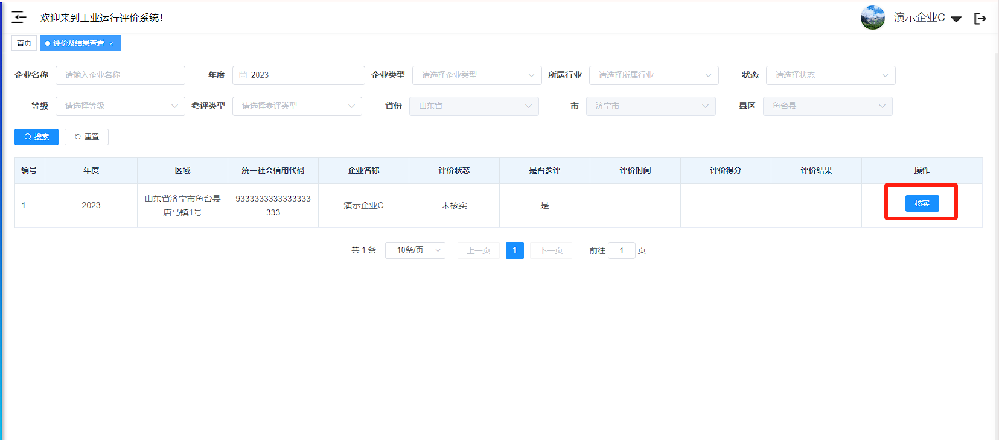 欢迎来到工业运行评价系统!
演示企业C
首页
评价及结果查看 ×
企业名称 请输入企业名称 年度 2023 企业类型 请选择企业类型 所属行业 请选择所属行业 状态 请选择状态
等级 请选择等级 参评类型 请选择参评类型 省份 山东省 市 济宁市 县区 鱼台县
搜索 重置
编号 年度 区域 统一社会信用代码 企业名称 评价状态 是否参评 评价时间 评价得分 评价结果 操作
1 2023 山东省济宁市鱼台县
唐马镇1号
9333333333333333
333
演示企业C 未核实 是 核实
共 1 条 10条/页 上一页 1 下一页 前往 1 页